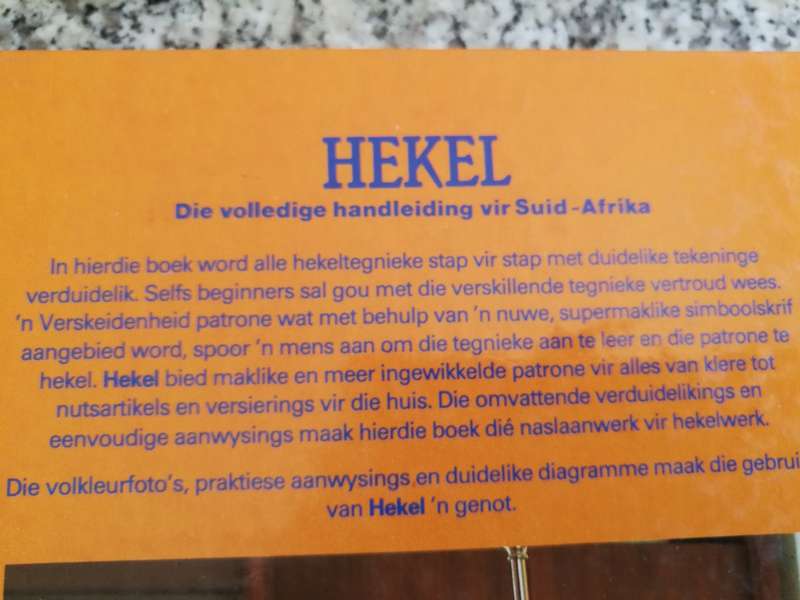 HEKEL
Die volledige handleiding vir Suid-Afrika
In hierdie boek word alle hekeltegnieke stap vir stap met duidelike tekeninge
verduidelik. Selfs beginners sal gou met die verskillende tegnieke vertroud wees.
'n Verskeidenheid patrone wat met behulp van 'n nuwe, supermaklike simboolskrif
aangebied word, spoor 'n mens aan om die tegnieke aan te leer en die patrone te
hekel. Hekel bied maklike en meer ingewikkelde patrone vir alles van klere tot
nutsartikels en versierings vir die huis. Die omvattende verduidelikings en
eenvoudige aanwysings maak hierdie boek dié naslaanwerk vir hekelwerk.
Die volkleurfoto's, praktiese aanwysings en duidelike diagramme maak die gebrui
van Hekel 'n genot.